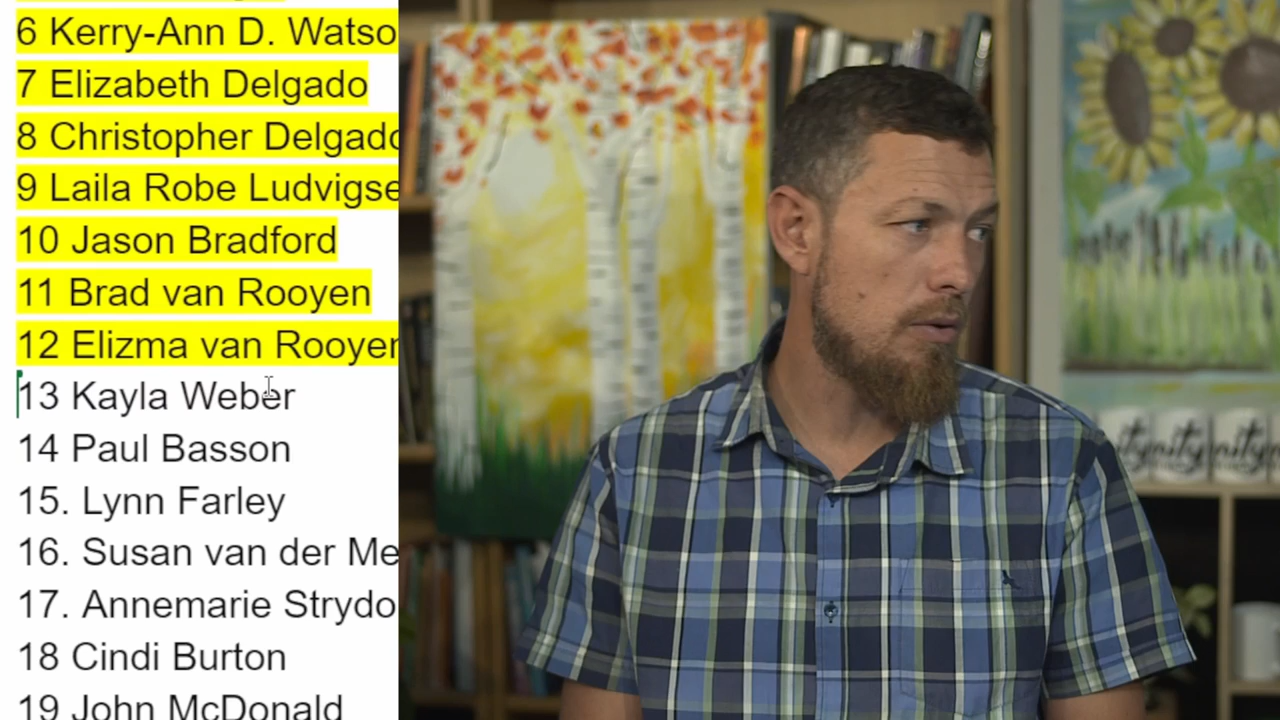 6 Kerry-Ann D. Watso
7 Elizabeth Delgado
8 Christopher Delgado
9 Laila Robe Ludvigse
10 Jason Bradford
11 Brad van Rooyen
12 Elizma van Rooyen
13 Kayla Weber
14 Paul Basson
15. Lynn Farley
16. Susan van der Me
17. Annemarie Strydo
18 Cindi Burton
19 John McDonald